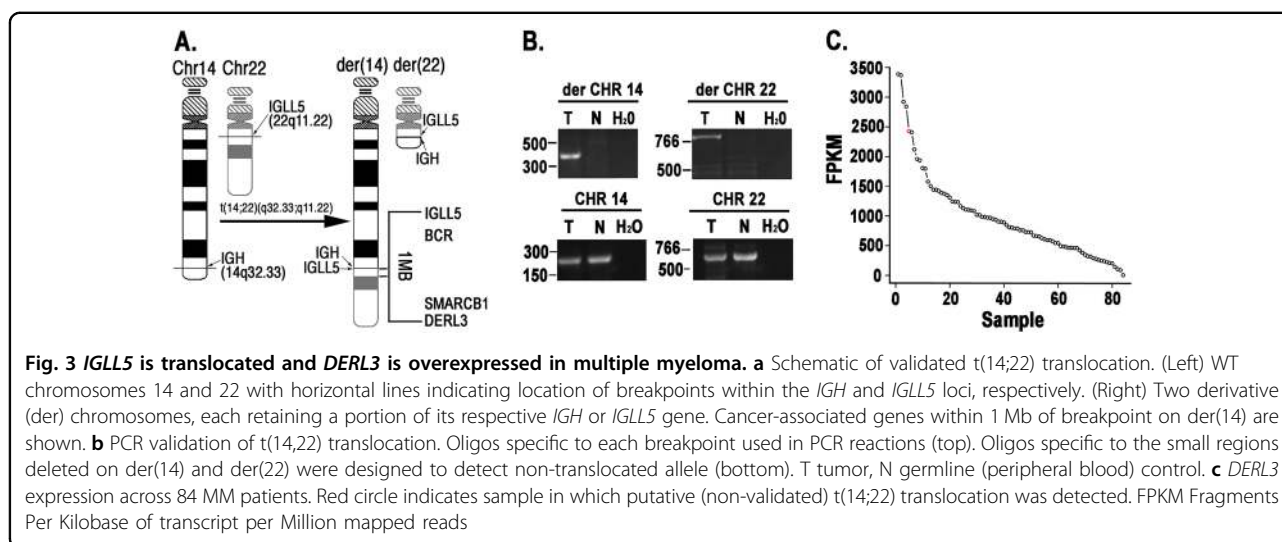 A.
Chr14 Chr22
der(14) der(22)
IGLL5
(22q11.22)
IGLL5
IGH
t(14;22)(q32.33;q11.22)
IGLL5
BCR
IGH
IGLL5
1MB
IGH
(14q32.33)
SMARCB1
DERL3
B.
der CHR 14
T N H20
500
300
der CHR 22
T N H20
766
500
CHR 14
T N H2O
300
150
CHR 22
T N H2O
766
500
C.
3500
3000
2500
2000
1500
1000
500
0
FPKM
0 20 40 60 80
Sample
Fig. 3 IGLL5 is translocated and DERL3 is overexpressed in multiple myeloma. a Schematic of validated t(14;22) translocation. (Left) WT
chromosomes 14 and 22 with horizontal lines indicating location of breakpoints within the IGH and IGLL5 loci, respectively. (Right) Two derivative
(der) chromosomes, each retaining a portion of its respective IGH or IGLL5 gene. Cancer-associated genes within 1 Mb of breakpoint on der(14) are
shown. b PCR validation of t(14,22) translocation. Oligos specific to each breakpoint used in PCR reactions (top). Oligos specific to the small regions
deleted on der(14) and der(22) were designed to detect non-translocated allele (bottom). T tumor, N germline (peripheral blood) control. c DERL3
expression across 84 MM patients. Red circle indicates sample in which putative (non-validated) t(14;22) translocation was detected. FPKM Fragments
Per Kilobase of transcript per Million mapped reads